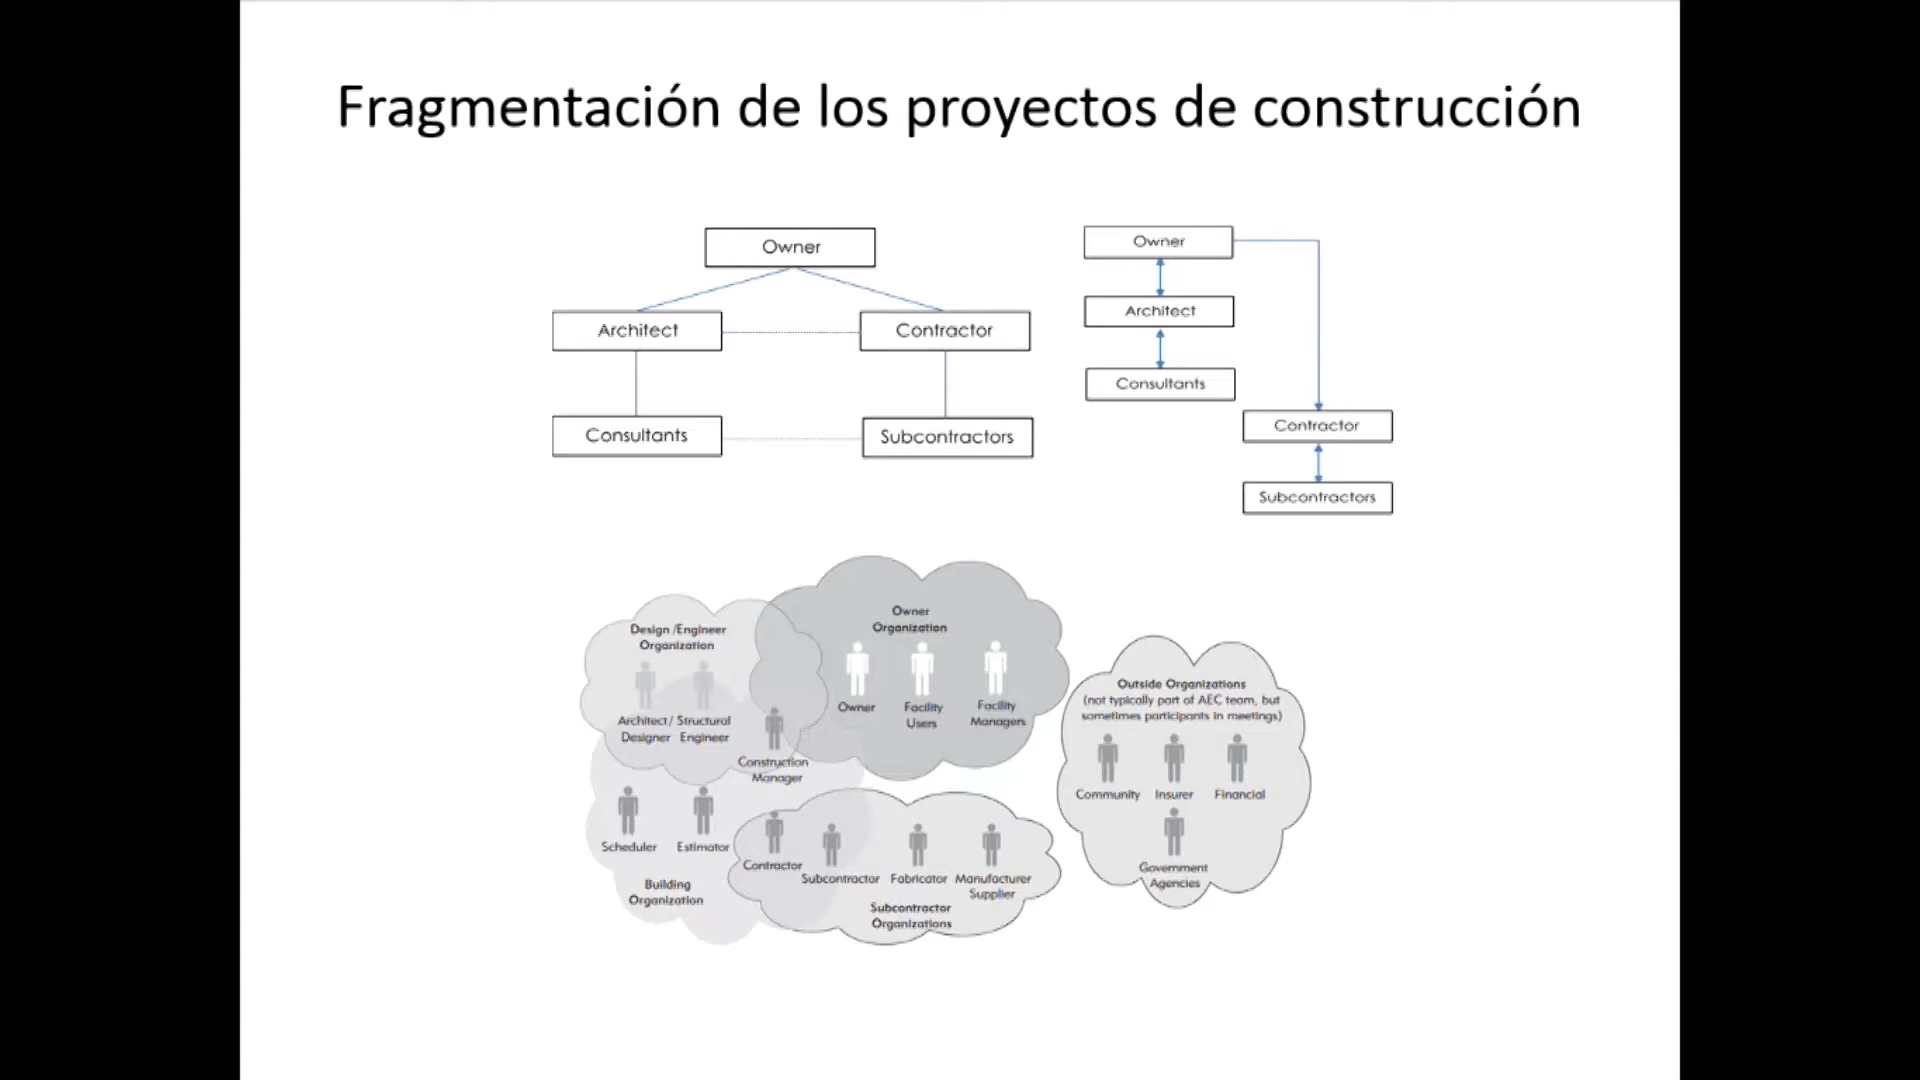 Fragmentación de los proyectos de construcción
Owner
Architect
Contractor
Consultants
Subcontractors
Owner
Architect
Consultants
Contractor
Subcontractors
Design /Engineer
Organization
Architect/ Structural
Designer Engineer
Construction
Manager
Owner
Organization
Owner
Facility
Users
Facility
Managers
Scheduler
Estimator
Building
Organization
Contractor
Subcontractor
Fabricator
Manufacturer
Supplier
Subcontractor
Organizations
Outside Organizations
(not typically part of AEC team, but
sometimes participants in meetings)
Community
Insurer
Financial
Government
Agencies